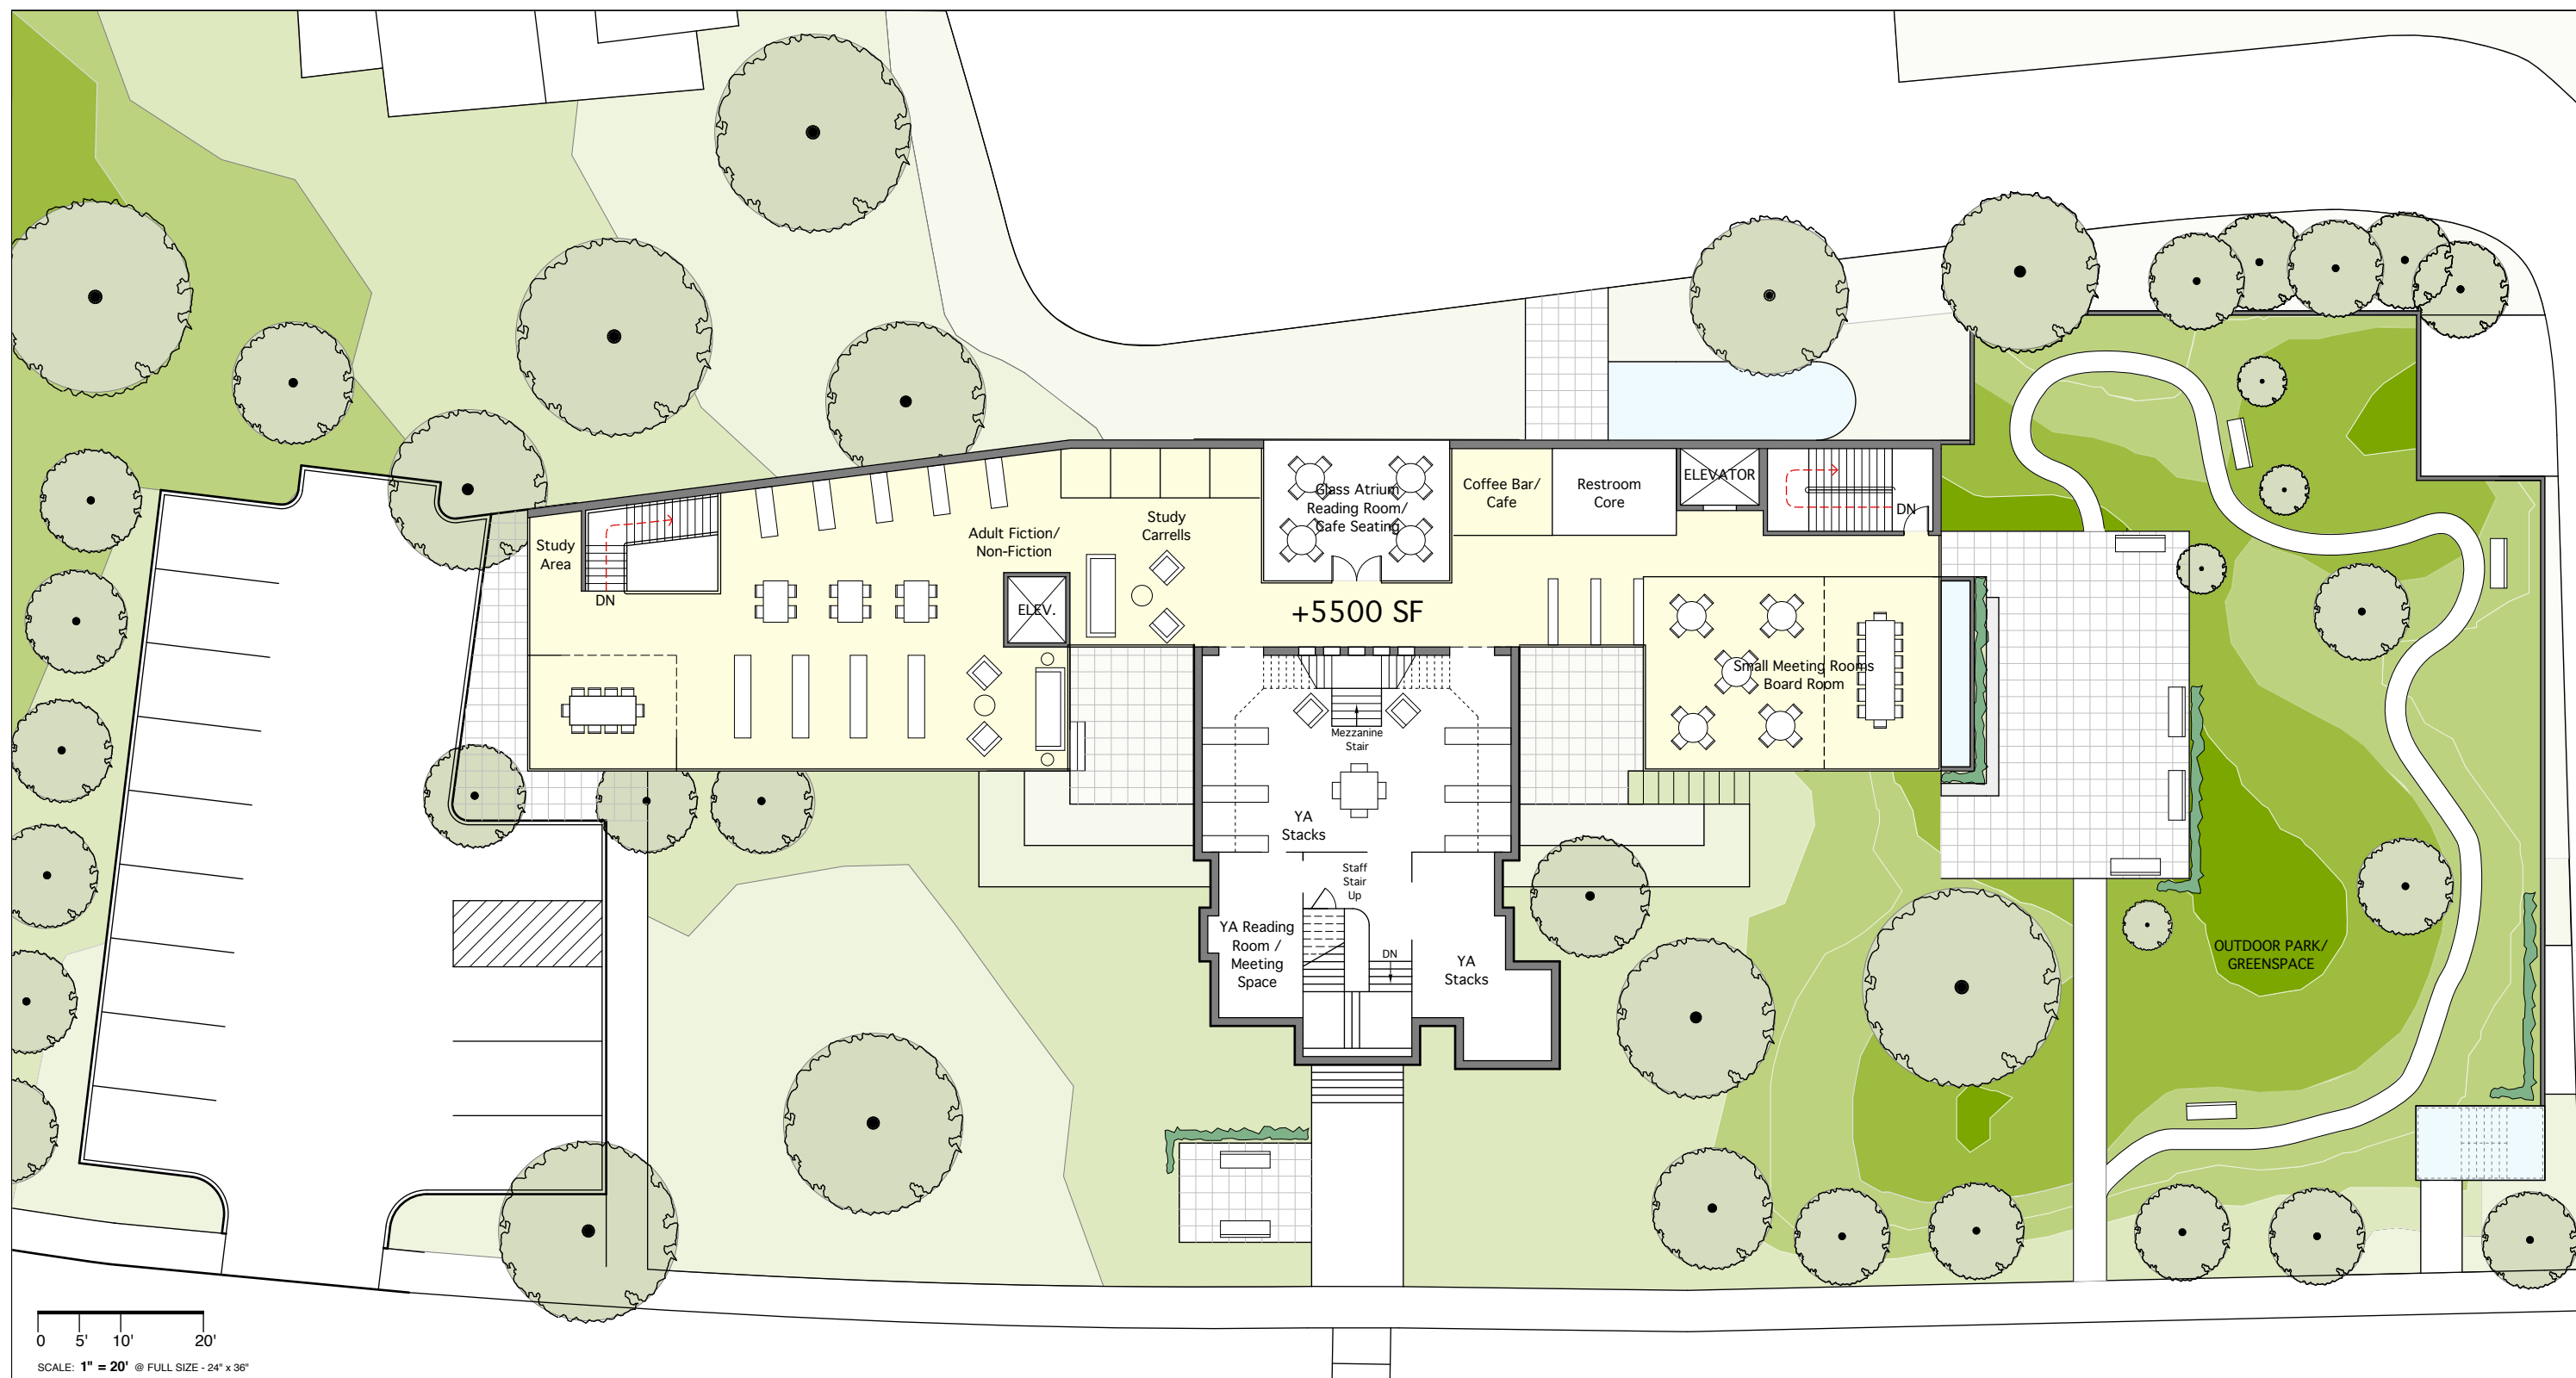 Study
Area
DN
Adult Fiction/
Non-Fiction
ELEV.
Study
Carrells
Glass Atrium
Reading Room/
Cafe Seating
Coffee Bar/
Cafe
Restroom
Core
ELEVATOR
DN
+5500 SF
Small Meeting Rooms
Board Room
Mezzanine
Stair
YA
Stacks
Staff
Stair
Up
YA Reading
Room /
Meeting
Space
DN
YA
Stacks
OUTDOOR PARK/
GREENSPACE
0 5' 10' 20'
SCALE: 1" = 20' @ FULL SIZE - 24" x 36"